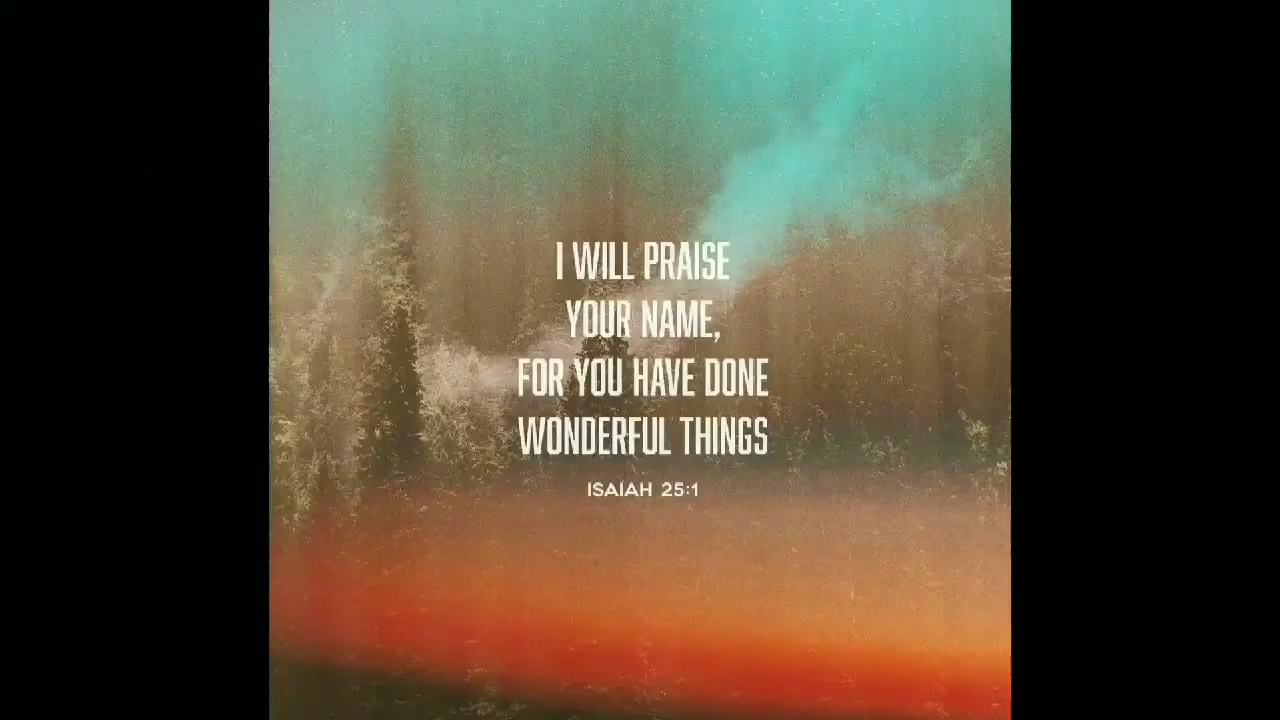 I WILL PRAISE
YOUR NAME,
FOR YOU HAVE DONE
WONDERFUL THINGS
ISAIAH 25:1